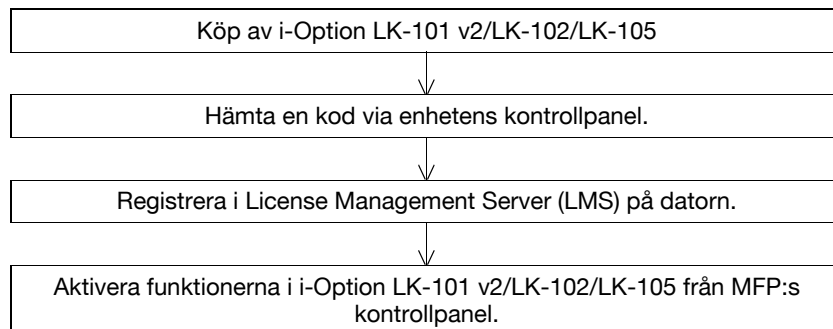 Köp av i-Option LK-101 v2/LK-102/LK-105
Hämta en kod via enhetens kontrollpanel.
Registrera i License Management Server (LMS) på datorn.
Aktivera funktionerna i i-Option LK-101 v2/LK-102/LK-105 från MFP:s
kontrollpanel.